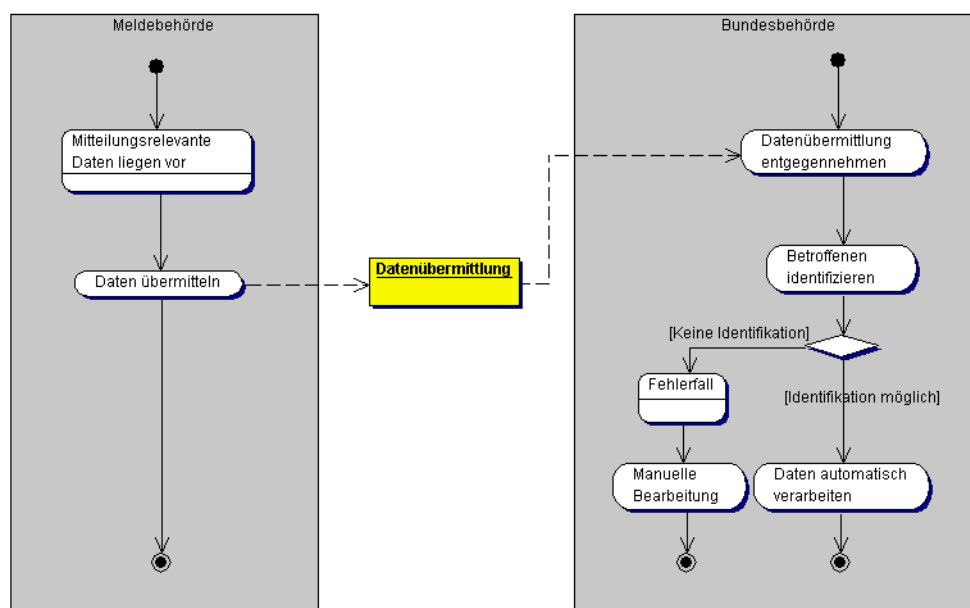 Meldebehörde
Mitteilungsrelevante
Daten liegen vor
Daten übermitteln
Datenübermittlung
Bundesbehörde
Datenübermittlung
entgegennehmen
Betroffenen
identifizieren
[Keine Identifikation]
Fehlerfall
[Identifikation möglich]
Manuelle
Bearbeitung
Daten automatisch
verarbeiten